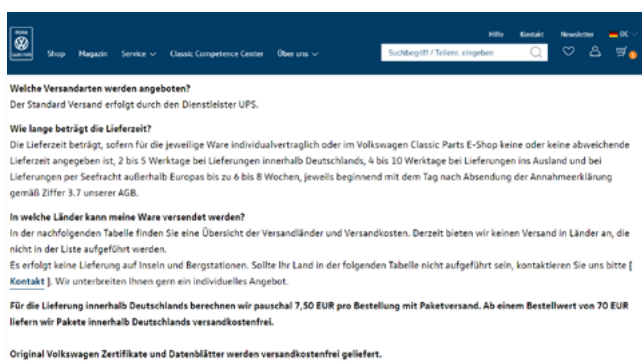 Hilfe Kontakt Newsletter DE
Shop Magazin Service Classic Competence Center Über uns Suchbegriff / Teilenr. eingeben
Welche Versandarten werden angeboten?
Der Standard Versand erfolgt durch den Dienstleister UPS.
Wie lange beträgt die Lieferzeit?
Die Lieferzeit beträgt, sofern für die jeweilige Ware individualvertraglich oder im Volkswagen Classic Parts E-Shop keine oder keine abweichende
Lieferzeit angegeben ist, 2 bis 5 Werktage bei Lieferungen innerhalb Deutschlands, 4 bis 10 Werktage bei Lieferungen ins Ausland und bei
Lieferungen per Seefracht außerhalb Europas bis zu 6 bis 8 Wochen, jeweils beginnend mit dem Tag nach Absendung der Annahmeerklärung
gemäß Ziffer 3.7 unserer AGB.
In welche Länder kann meine Ware versendet werden?
In der nachfolgenden Tabelle finden Sie eine Übersicht der Versandländer und Versandkosten. Derzeit bieten wir keinen Versand in Länder an, die
nicht in der Liste aufgeführt werden.
Es erfolgt keine Lieferung auf Inseln und Bergstationen. Sollte Ihr Land in der folgenden Tabelle nicht aufgeführt sein, kontaktieren Sie uns bitte [
Kontakt ]. Wir unterbreiten Ihnen gern ein individuelles Angebot.
Für die Lieferung innerhalb Deutschlands berechnen wir pauschal 7,50 EUR pro Bestellung mit Paketversand. Ab einem Bestellwert von 70 EUR
liefern wir Pakete innerhalb Deutschlands versandkostenfrei.
Original Volkswagen Zertifikate und Datenblätter werden versandkostenfrei geliefert.